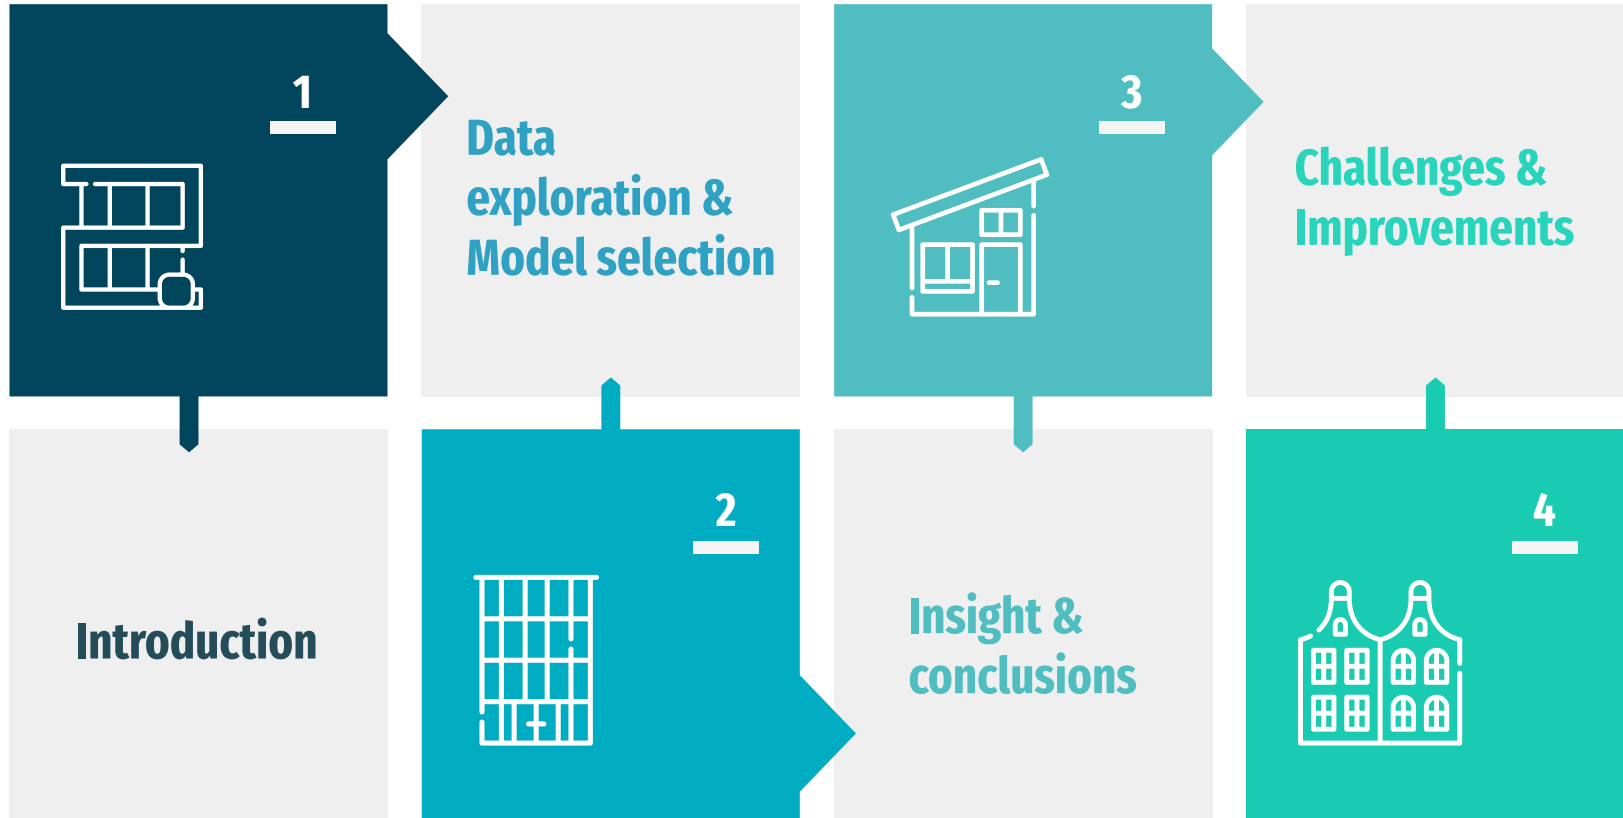 1
Introduction
2
Data
exploration &
Model selection
3
Insight &
conclusions
4
Challenges &
Improvements